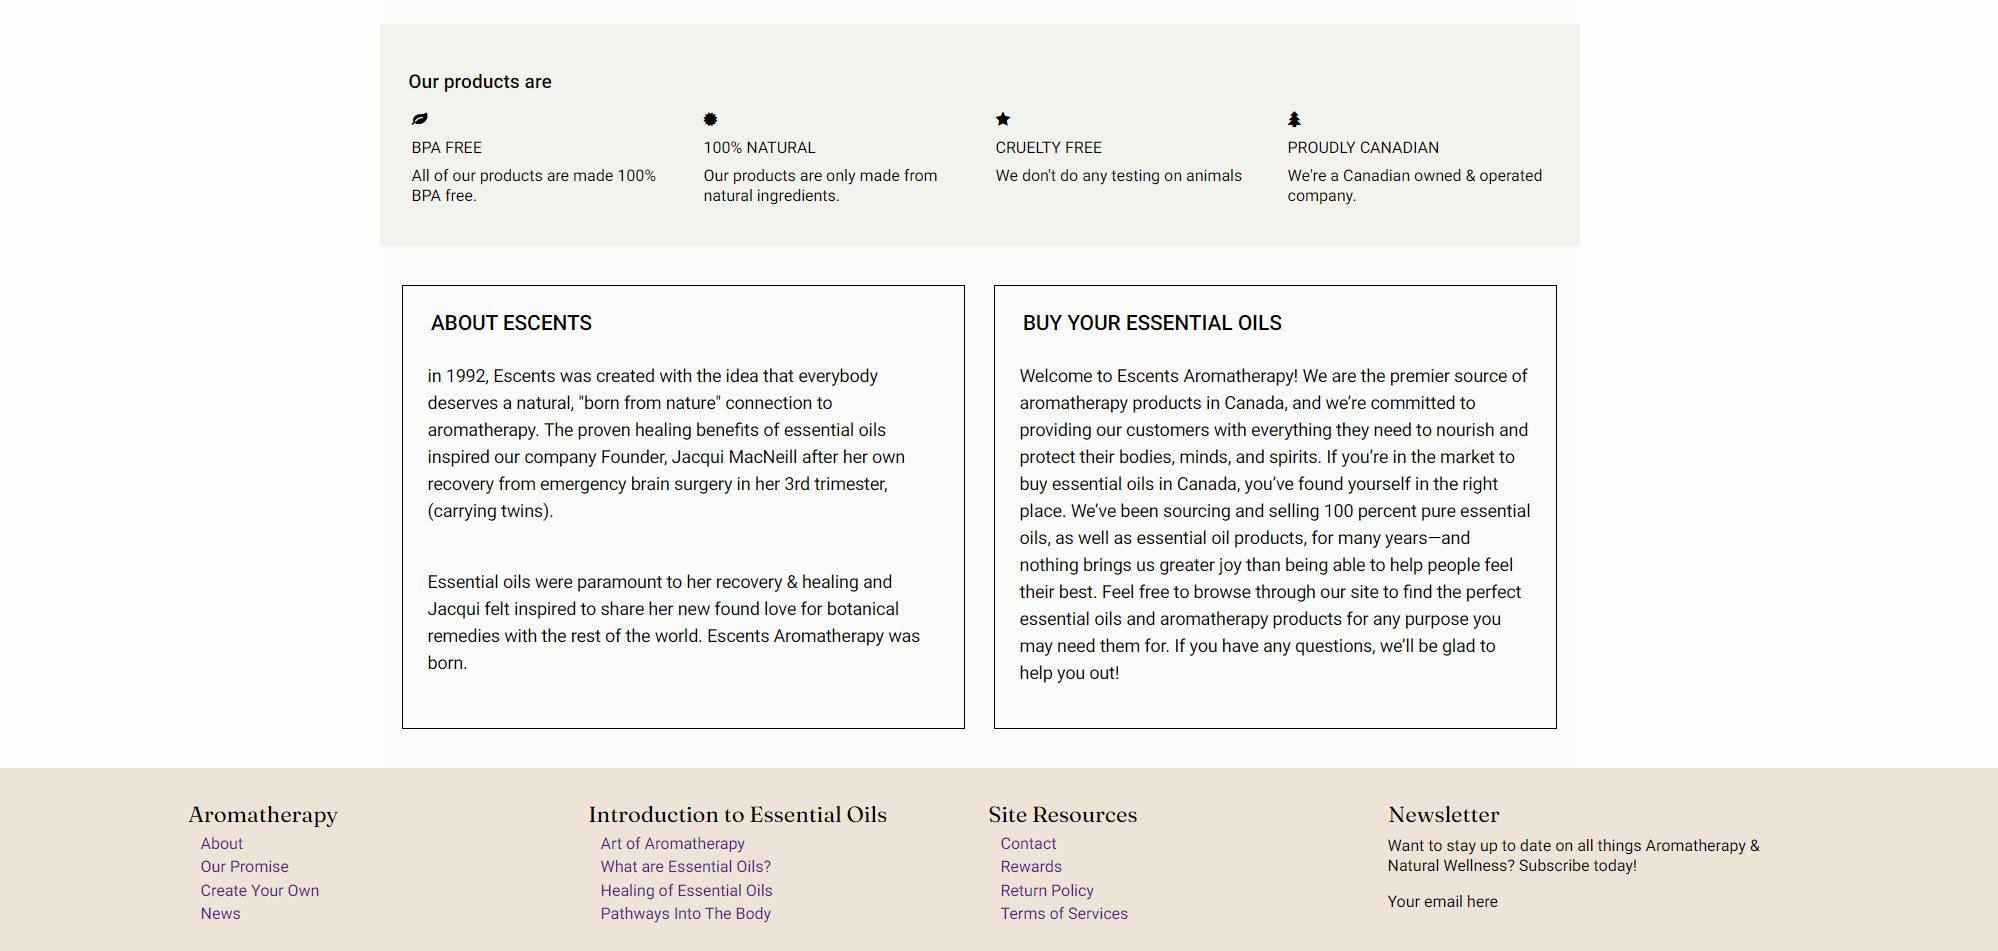 Our products are
BPA FREE
All of our products are made 100%
BPA free.
100% NATURAL
Our products are only made from
natural ingredients.
CRUELTY FREE
We don't do any testing on animals
PROUDLY CANADIAN
We're a Canadian owned & operated
company.
ABOUT ESCENTS
in 1992, Escents was created with the idea that everybody
deserves a natural, "born from nature" connection to
aromatherapy. The proven healing benefits of essential oils
inspired our company Founder, Jacqui MacNeill after her own
recovery from emergency brain surgery in her 3rd trimester,
(carrying twins).
Essential oils were paramount to her recovery & healing and
Jacqui felt inspired to share her new found love for botanical
remedies with the rest of the world. Escents Aromatherapy was
born.
BUY YOUR ESSENTIAL OILS
Welcome to Escents Aromatherapy! We are the premier source of
aromatherapy products in Canada, and we’re committed to
providing our customers with everything they need to nourish and
protect their bodies, minds, and spirits. If you’re in the market to
buy essential oils in Canada, you’ve found yourself in the right
place. We’ve been sourcing and selling 100 percent pure essential
oils, as well as essential oil products, for many years—and
nothing brings us greater joy than being able to help people feel
their best. Feel free to browse through our site to find the perfect
essential oils and aromatherapy products for any purpose you
may need them for. If you have any questions, we’ll be glad to
help you out!
Aromatherapy
About
Our Promise
Create Your Own
News
Introduction to Essential Oils
Art of Aromatherapy
What are Essential Oils?
Healing of Essential Oils
Pathways Into The Body
Site Resources
Contact
Rewards
Return Policy
Terms of Services
Newsletter
Want to stay up to date on all things Aromatherapy &
Natural Wellness? Subscribe today!
Your email here